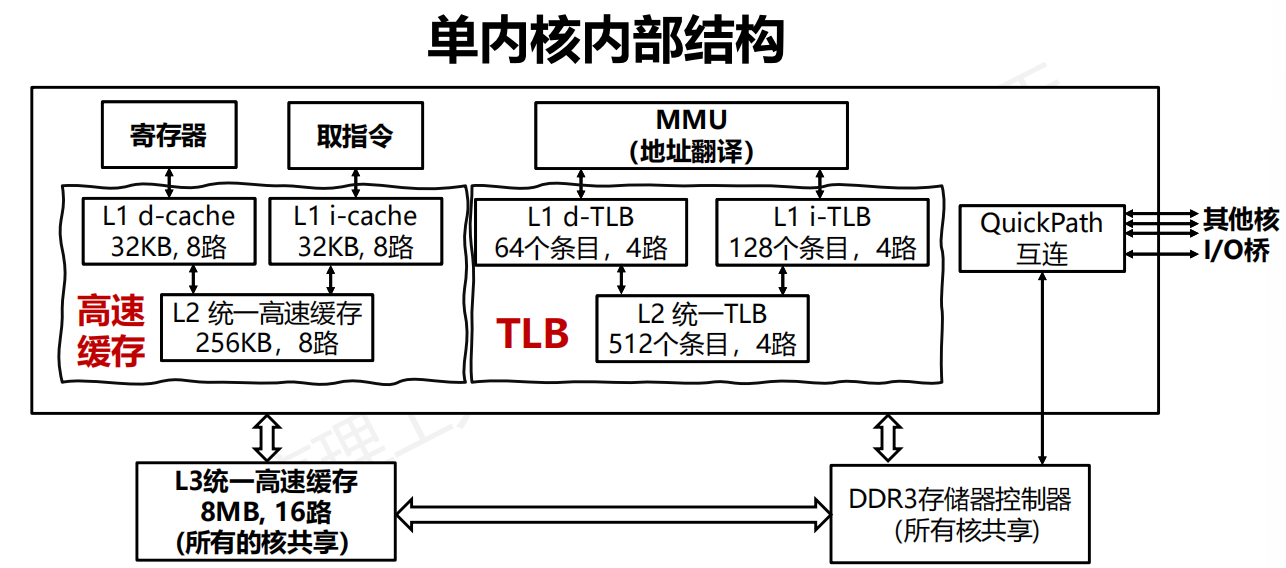 单内核内部结构
寄存器
取指令
MMU
(地址翻译)
L1 d-cache
32KB, 8路
L1 i-cache
32KB, 8路
L1 d-TLB
64个条目，4路
L1 i-TLB
128个条目，4路
QuickPath
互连
其他核
I/O桥
高速
缓存
L2 统一高速缓存
256KB，8路
TLB
L2 统一TLB
512个条目，4路
L3统一高速缓存
8MB, 16路
(所有的核共享)
DDR3存储器控制器
(所有核共享)